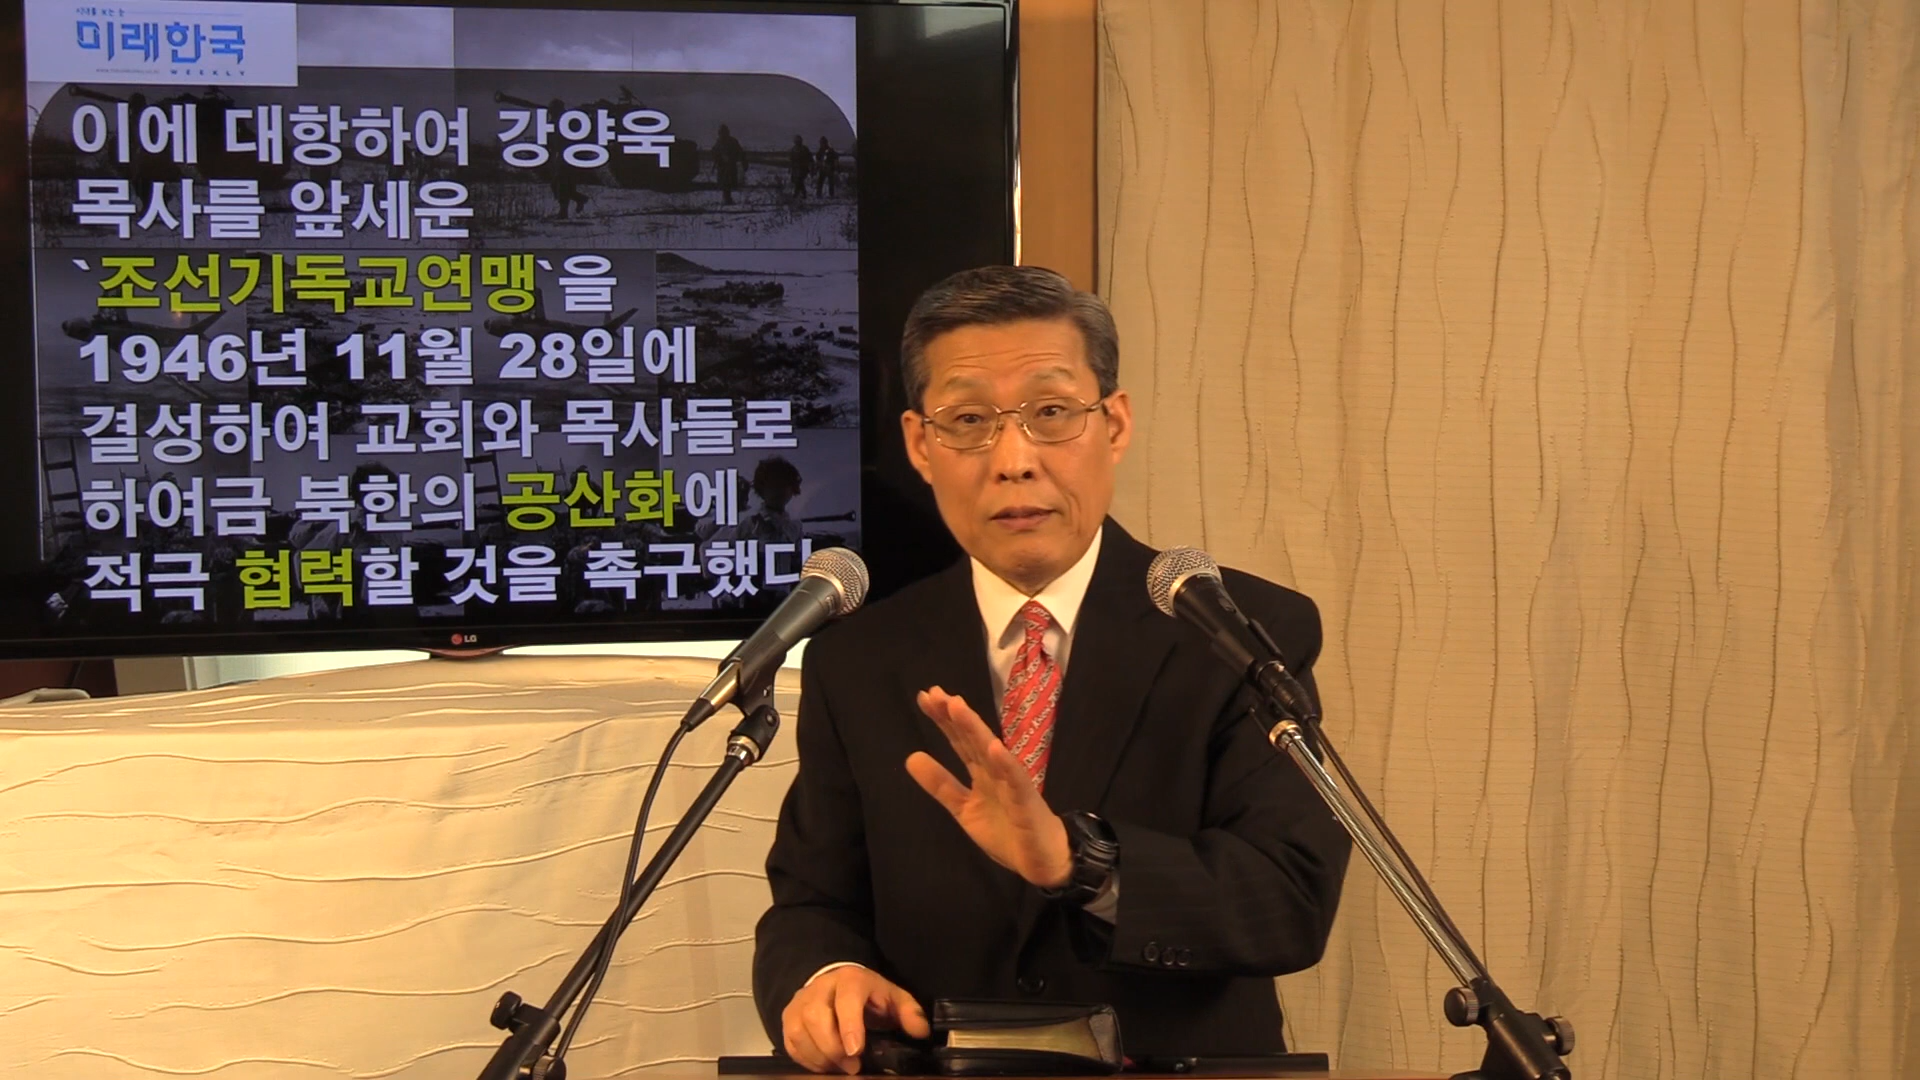 미래한국
WEEKLY
이에 대항하여 강양욱
목사를 앞세운
`조선기독교연맹`을
1946년 11월 28일에
결성하여 교회와 목사들로
하여금 북한의 공산화에
적극 협력할 것을 촉구했다
LG